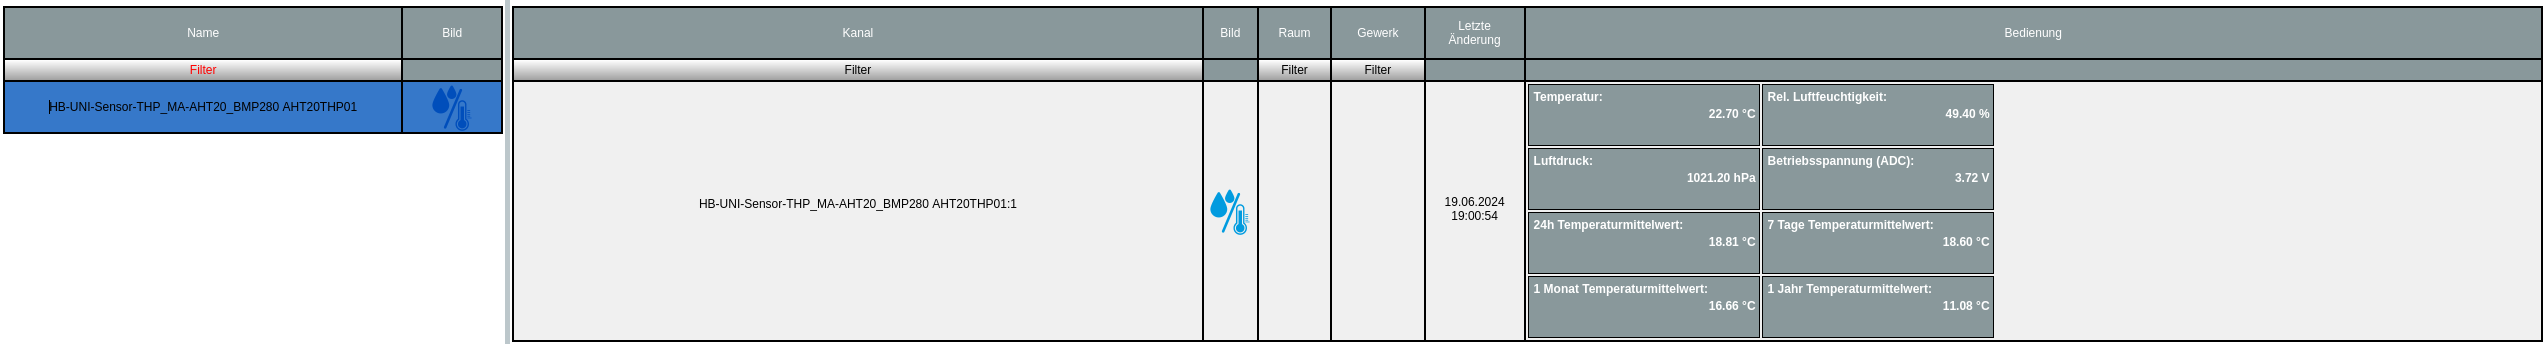 Name
Bild
Kanal
Bild
Raum
Gewerk
Letzte
Änderung
Bedienung
Filter
Filter
Filter
Filter
HB-UNI-Sensor-THP_MA-AHT20_BMP280 AHT20THP01
HB-UNI-Sensor-THP_MA-AHT20_BMP280 AHT20THP01:1
19.06.2024
19:00:54
Temperatur:
22.70 °C
Rel. Luftfeuchtigkeit:
49.40 %
Luftdruck:
1021.20 hPa
Betriebsspannung (ADC):
3.72 V
24h Temperaturmittelwert:
18.81 °C
7 Tage Temperaturmittelwert:
18.60 °C
1 Monat Temperaturmittelwert:
16.66 °C
1 Jahr Temperaturmittelwert:
11.08 °C